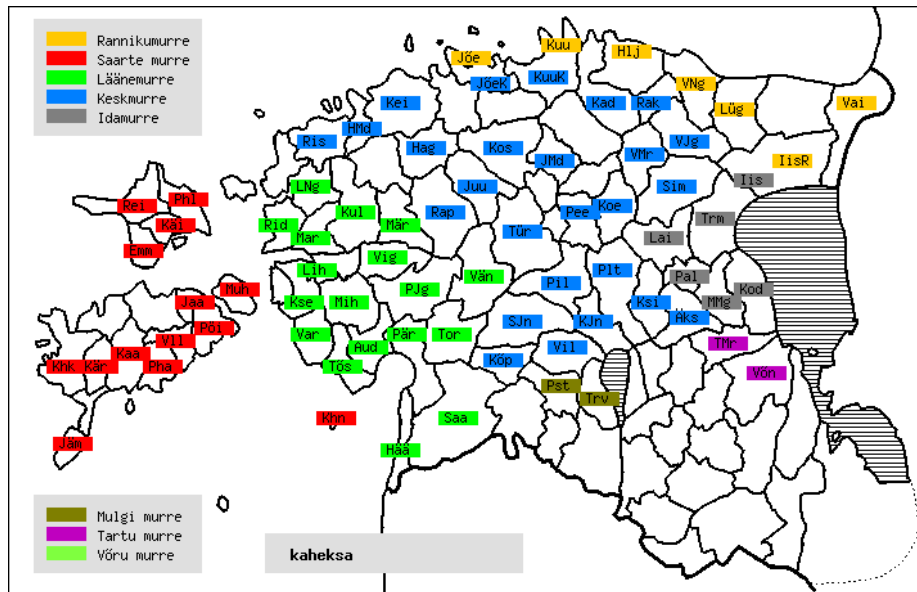 Rannikumurre
Saarte murre
Läänemurre
Keskmurre
Idamurre
Kuu
Hlj
Jõe
JõeK
KuuK
VNg
Kei
Kad
Rak
Lüg
Vai
HMd
Ris
Hag
Kos
JMd
VMr
VJg
IisR
LNg
Juu
Sim
Iis
Rei
Phl
Käi
Emm
Rid
Kul
Mar
Mär
Rap
Tür
Pee
Koe
Trm
Lai
Lih
Vig
Muh
Jaa
Kse
Mih
PJg
Vän
Pil
Plt
Pal
Kod
MMg
Ksi
Äks
Põi
Vll
Var
Aud
Pär
Tor
SJn
KJn
TMr
Khk
Kär
Kaa
Pha
Tõs
Kõp
Vil
Võn
Pst
Trv
Khn
Saa
Jäm
Hää
Mulgi murre
Tartu murre
Võru murre
kaheksa